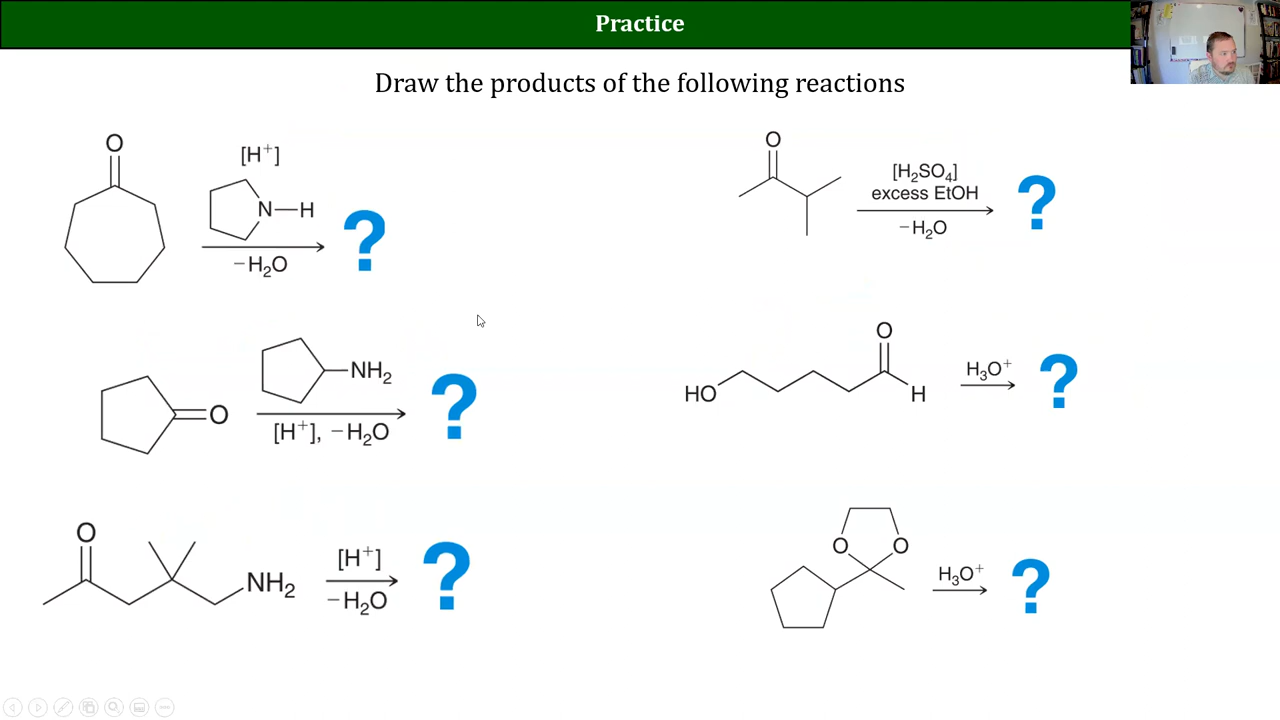 Practice
Draw the products of the following reactions
O
[H⁺]
N—H
−H₂O
?
O
[H₂SO₄]
excess EtOH
−H₂O
?
O
NH₂
[H⁺], −H₂O
?
HO
O
H
H₃O⁺
?
O
NH₂
[H⁺]
−H₂O
?
O
O
H₃O⁺
?